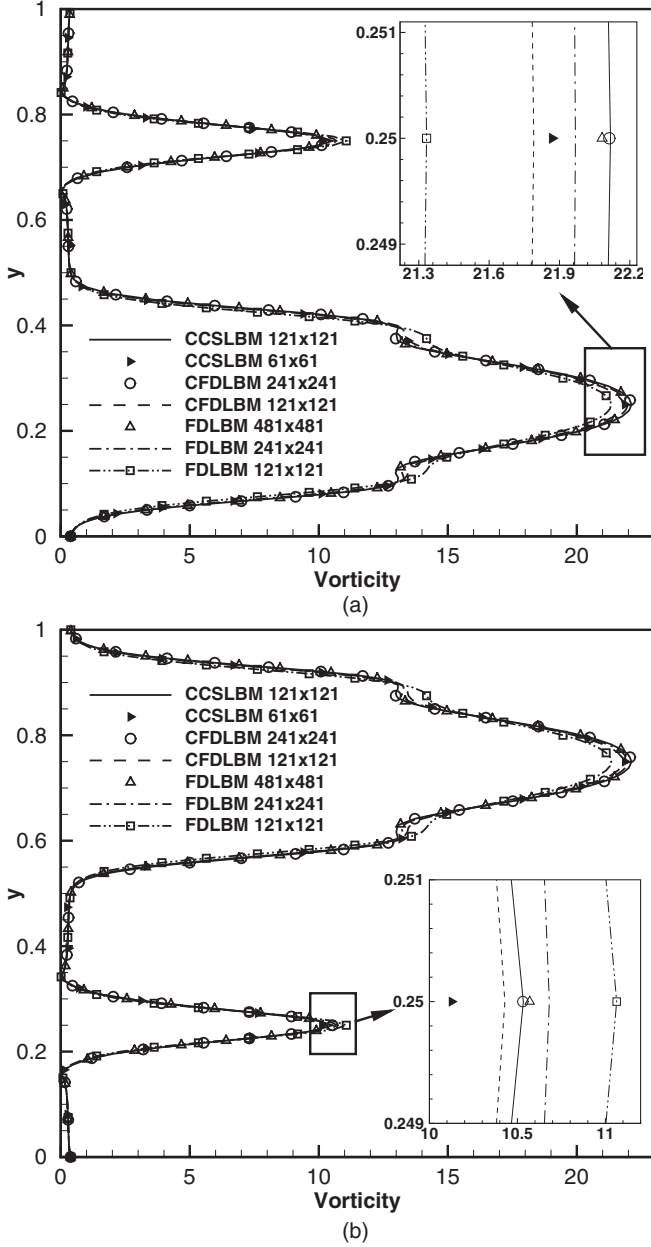 0.251
0.25
0.249
21.3 21.6 21.9 22.2
1
0.8
0.6
0.4
0.2
0
y
CCSLBM 121x121
CCSLBM 61x61
CFDLBM 241x241
CFDLBM 121x121
FDLBM 481x481
FDLBM 241x241
FDLBM 121x121
0 5 10 15 20
Vorticity
(a)
1
0.8
0.6
0.4
0.2
0
y
CCSLBM 121x121
CCSLBM 61x61
CFDLBM 241x241
CFDLBM 121x121
FDLBM 481x481
FDLBM 241x241
FDLBM 121x121
0.251
0.25
0.249
10 10.5 11
0 5 10 15 20
Vorticity
(b)